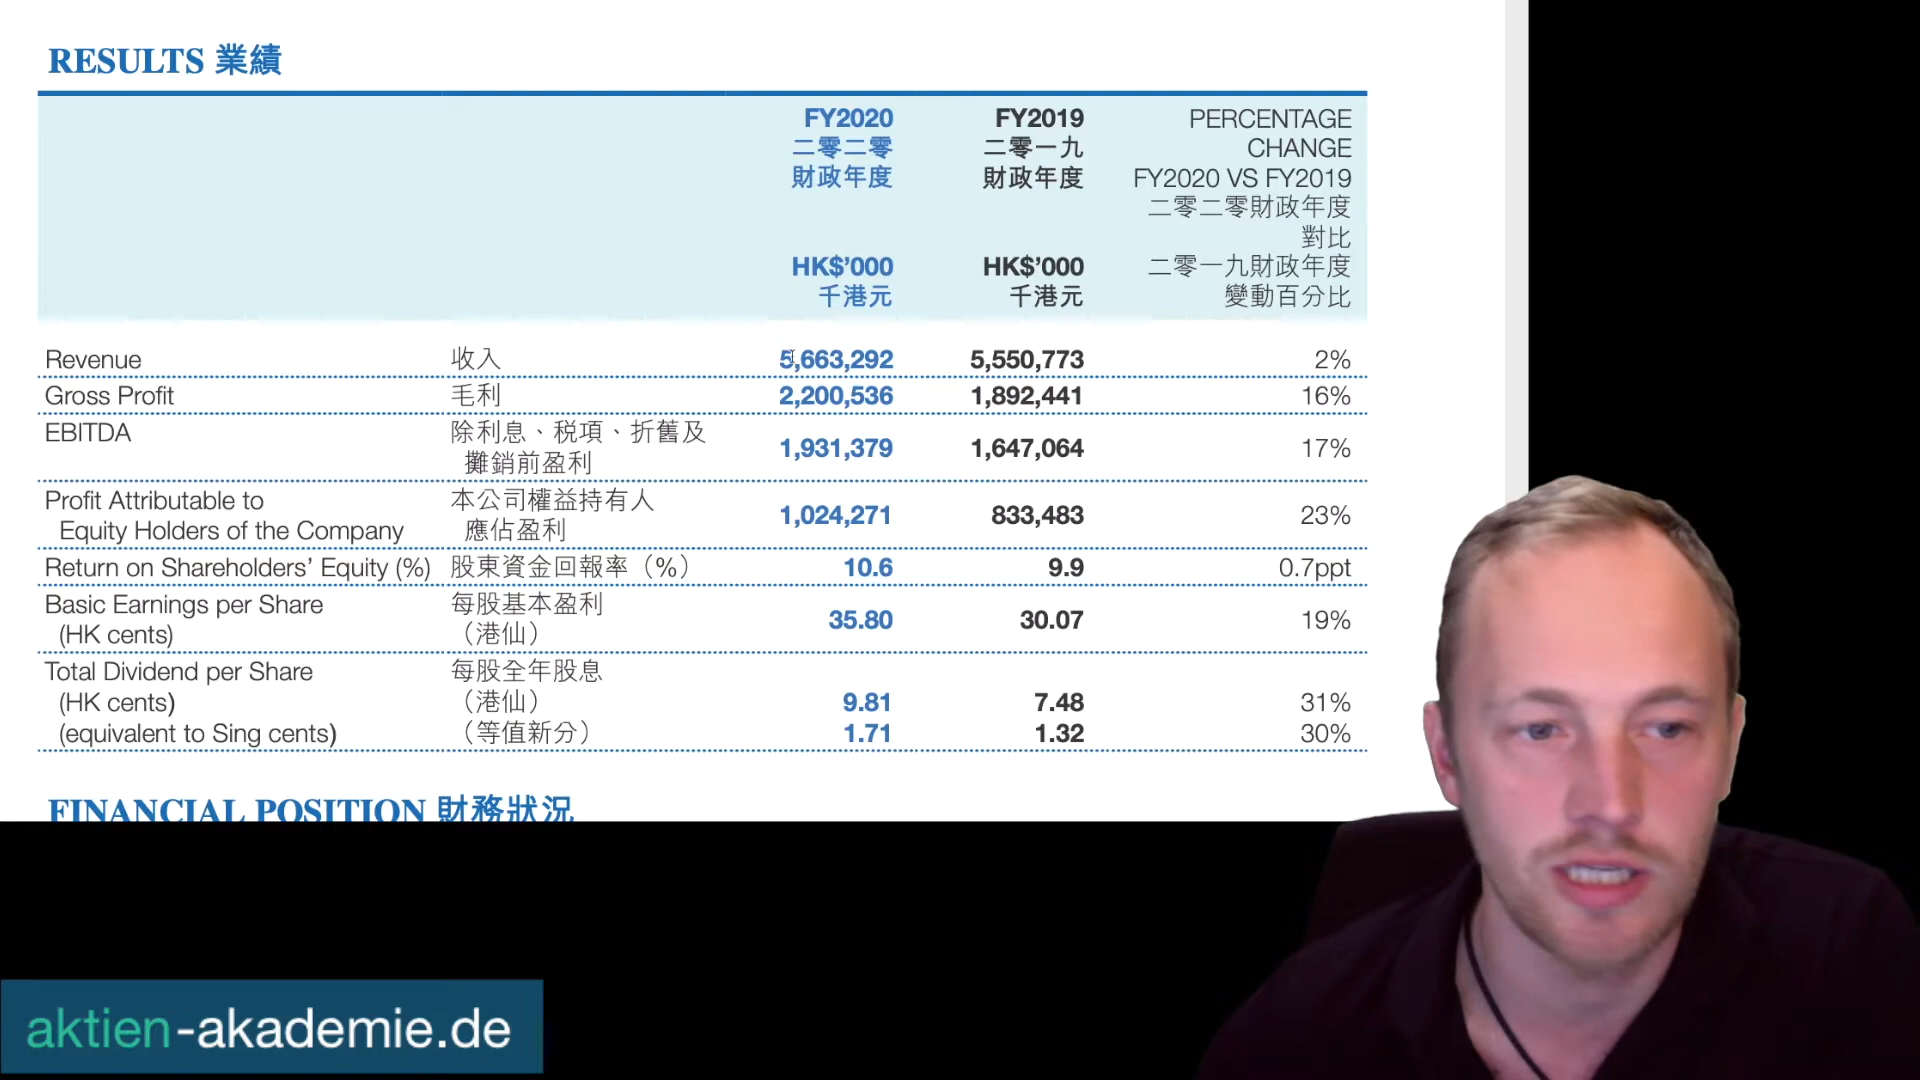 RESULTS 業績
FY2020 FY2019 PERCENTAGE
二零二零 二零一九 CHANGE
財政年度 財政年度 FY2020 VS FY2019
二零二零財政年度
對比
HK$’000 HK$’000 二零一九財政年度
千港元 千港元 變動百分比
Revenue 收入 5,663,292 5,550,773 2%
Gross Profit 毛利 2,200,536 1,892,441 16%
EBITDA 除利息、税項、折舊及
攤銷前盈利 1,931,379 1,647,064 17%
Profit Attributable to 本公司權益持有人
Equity Holders of the Company 應佔盈利 1,024,271 833,483 23%
Return on Shareholders’ Equity (%) 股東資金回報率（%） 10.6 9.9 0.7ppt
Basic Earnings per Share 每股基本盈利
(HK cents) （港仙） 35.80 30.07 19%
Total Dividend per Share 每股全年股息
(HK cents) （港仙） 9.81 7.48 31%
(equivalent to Sing cents) （等值新分） 1.71 1.32 30%
FINANCIAL POSITION 財務狀況
aktien-akademie.de